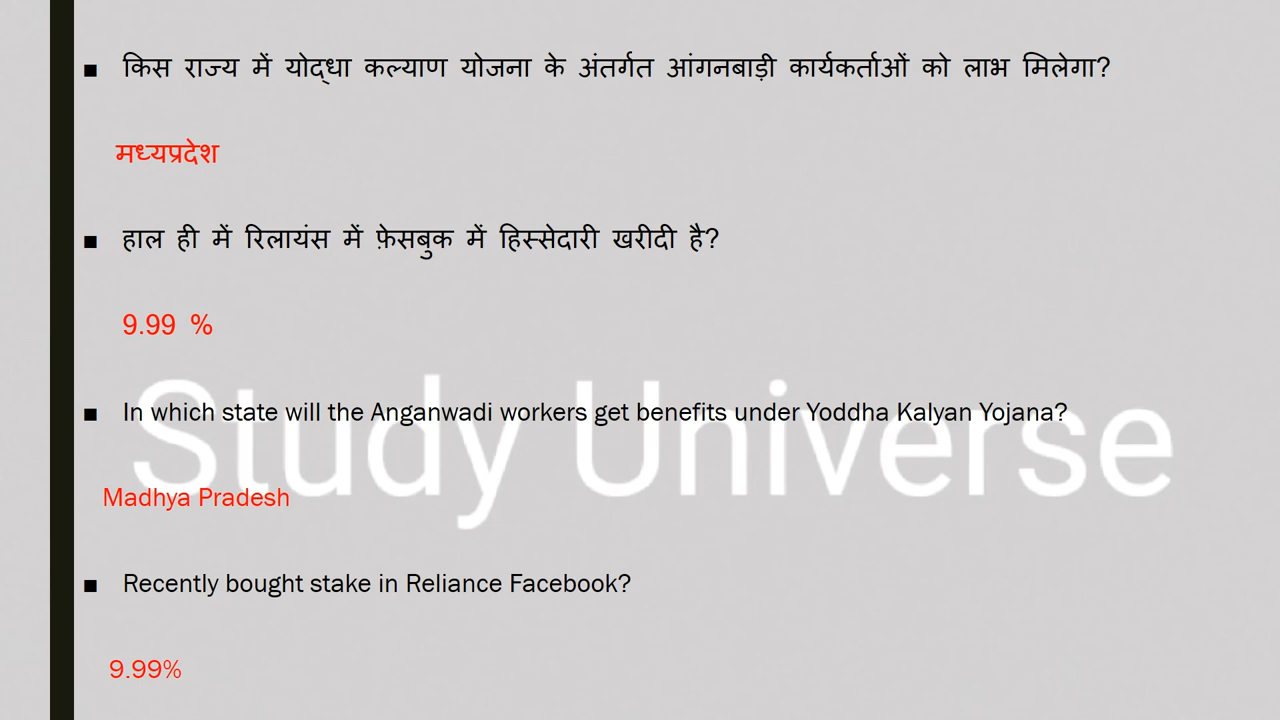 ▪ किस राज्य में योद्धा कल्याण योजना के अंतर्गत आंगनबाड़ी कार्यकर्ताओं को लाभ मिलेगा?
मध्यप्रदेश
▪ हाल ही में रिलायंस में फ़ेसबुक में हिस्सेदारी खरीदी है?
9.99 %
▪ In which state will the Anganwadi workers get benefits under Yoddha Kalyan Yojana?
Study Universe
Madhya Pradesh
▪ Recently bought stake in Reliance Facebook?
9.99%